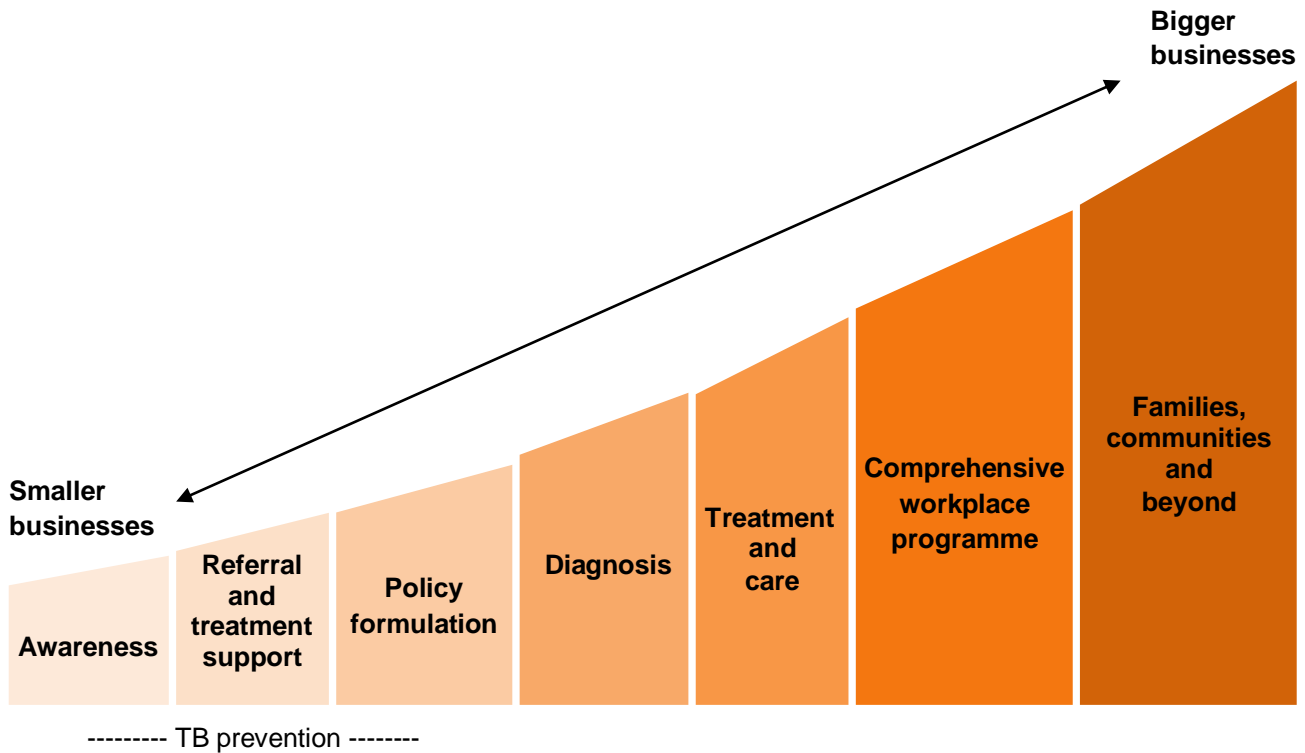 Bigger
businesses
Smaller
businesses
Awareness
Referral
and
treatment
support
Policy
formulation
Diagnosis
Treatment
and
care
Comprehensive
workplace
programme
Families,
communities
and
beyond
--------- TB prevention --------